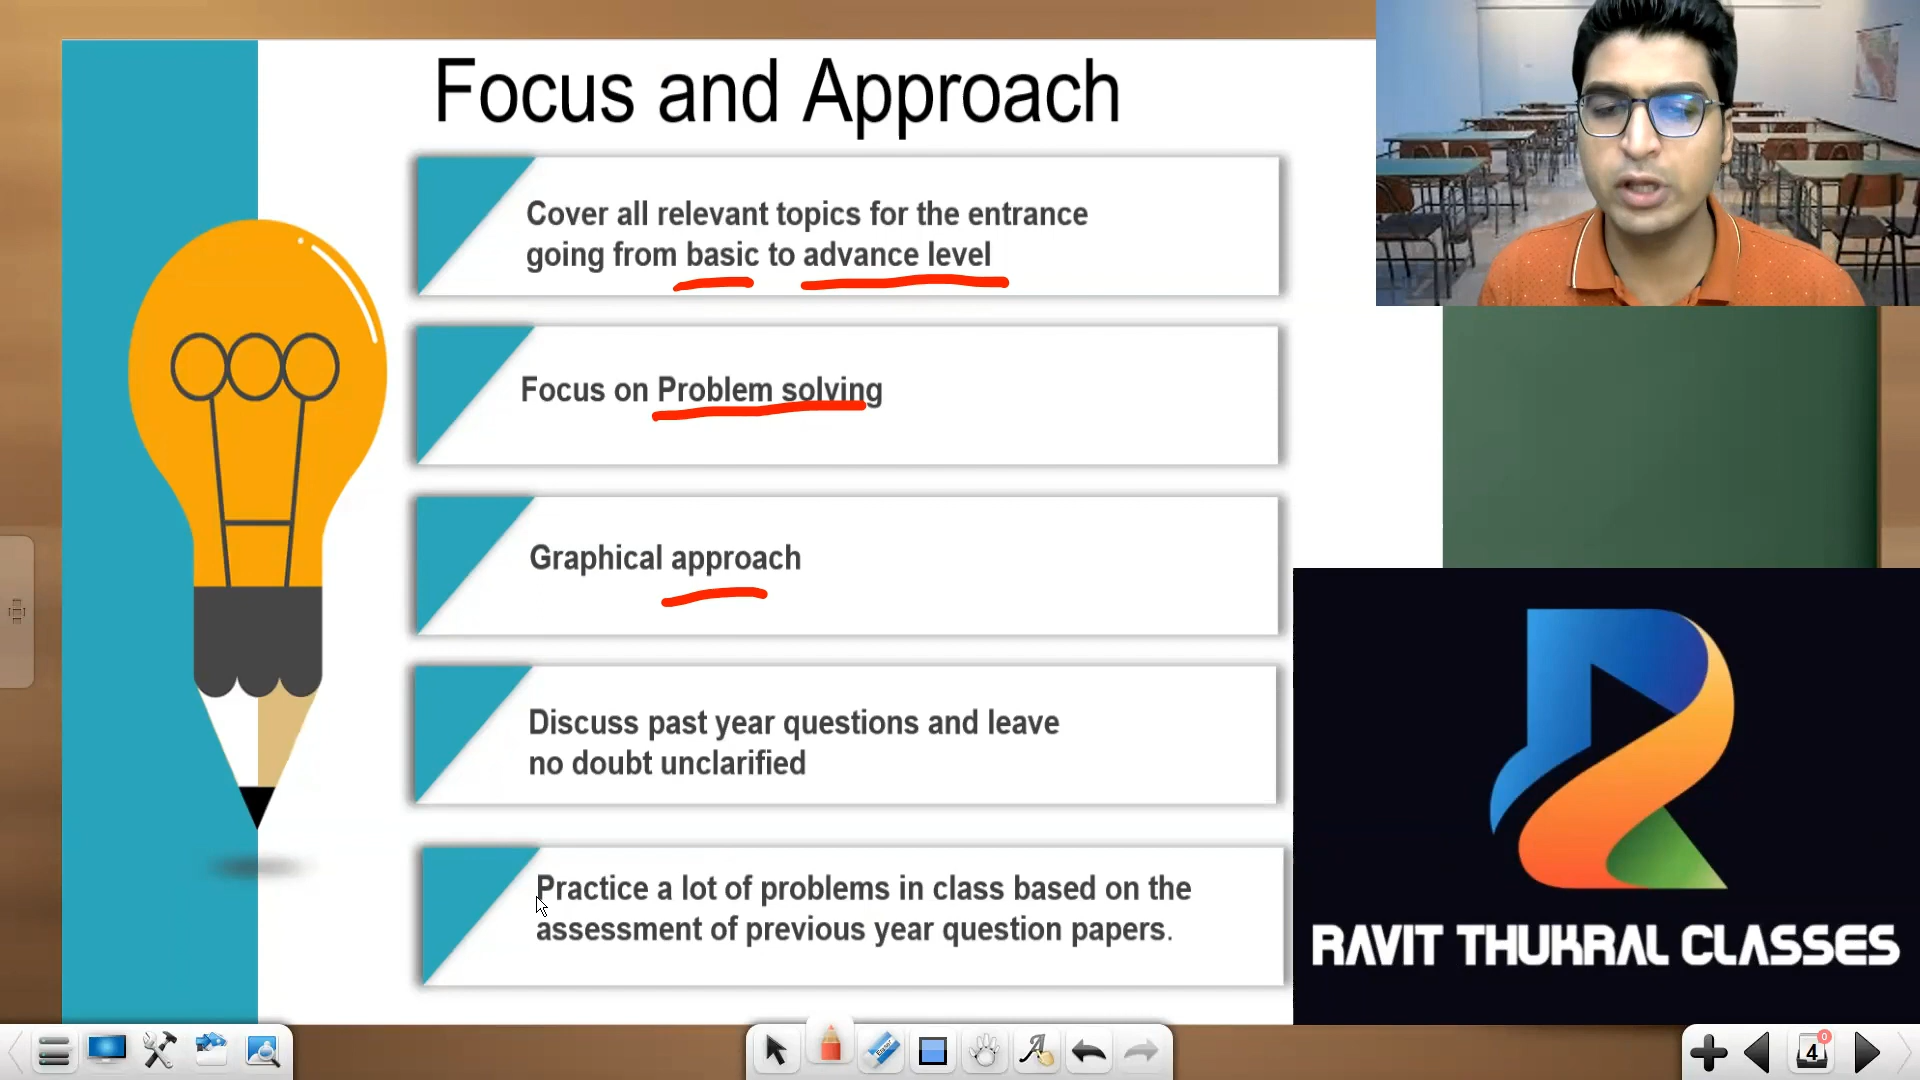 Focus and Approach
Cover all relevant topics for the entrance
going from basic to advance level
Focus on Problem solving
Graphical approach
Discuss past year questions and leave
no doubt unclarified
Practice a lot of problems in class based on the
assessment of previous year question papers.
RAVIT THUKRAL CLASSES
Eraser
A
4
0